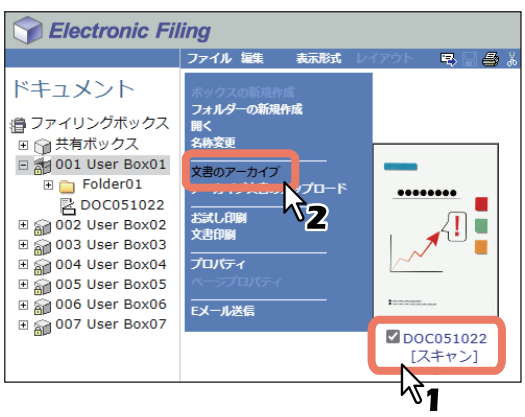 Electronic Filing
ファイル 編集 表示形式 レイアウト
ドキュメント
ファイリングボックス
共有ボックス
001 User Box01
Folder01
DOC051022
002 User Box02
003 User Box03
004 User Box04
005 User Box05
006 User Box06
007 User Box07
ボックスの新規作成
フォルダーの新規作成
開く
名称変更
文書のアーカイブ
プロード
2
お試し印刷
文書印刷
プロパティ
ページプロパティ
Eメール送信
!
DOC051022
[スキャン]
1